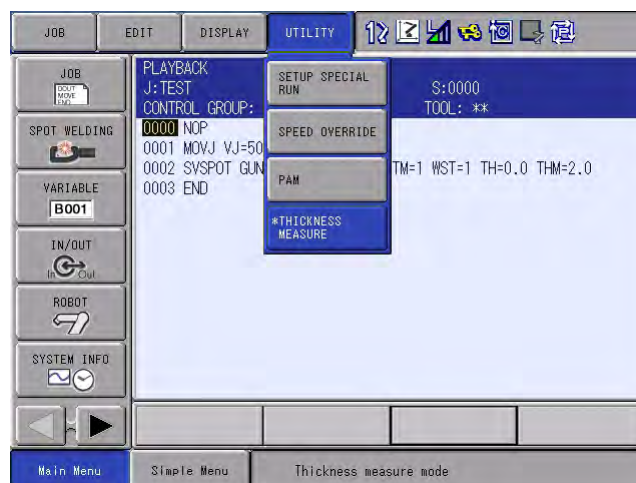 JOB EDIT DISPLAY UTILITY
JOB
DOUT
MOVE
END
SPOT WELDING
VARIABLE
B001
IN/OUT
In Out
ROBOT
SYSTEM INFO
PLAYBACK
J:TEST S:0000
CONTROL GROUP: TOOL: **
0000 NOP
0001 MOVJ VJ=50
0002 SVSPOT GUN TM=1 WST=1 TH=0.0 THM=2.0
0003 END
SETUP SPECIAL
RUN
SPEED OVERRIDE
PAM
*THICKNESS
MEASURE
Main Menu Simple Menu Thickness measure mode